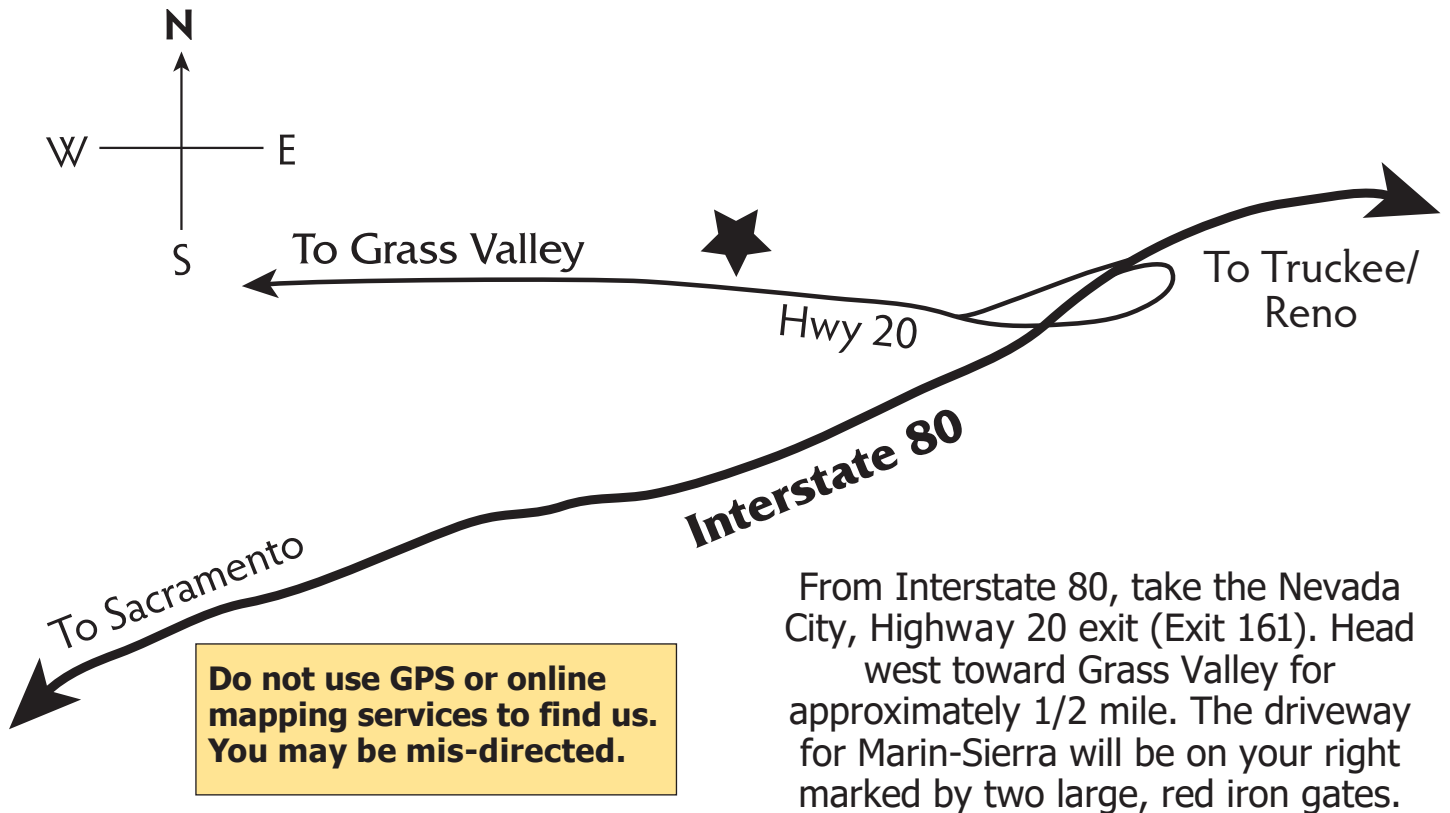 N
W
E
S
To Grass Valley
Hwy 20
To Truckee/
Reno
Interstate 80
To Sacramento
Do not use GPS or online
mapping services to find us.
You may be mis-directed.
From Interstate 80, take the Nevada
City, Highway 20 exit (Exit 161). Head
west toward Grass Valley for
approximately 1/2 mile. The driveway
for Marin-Sierra will be on your right
marked by two large, red iron gates.